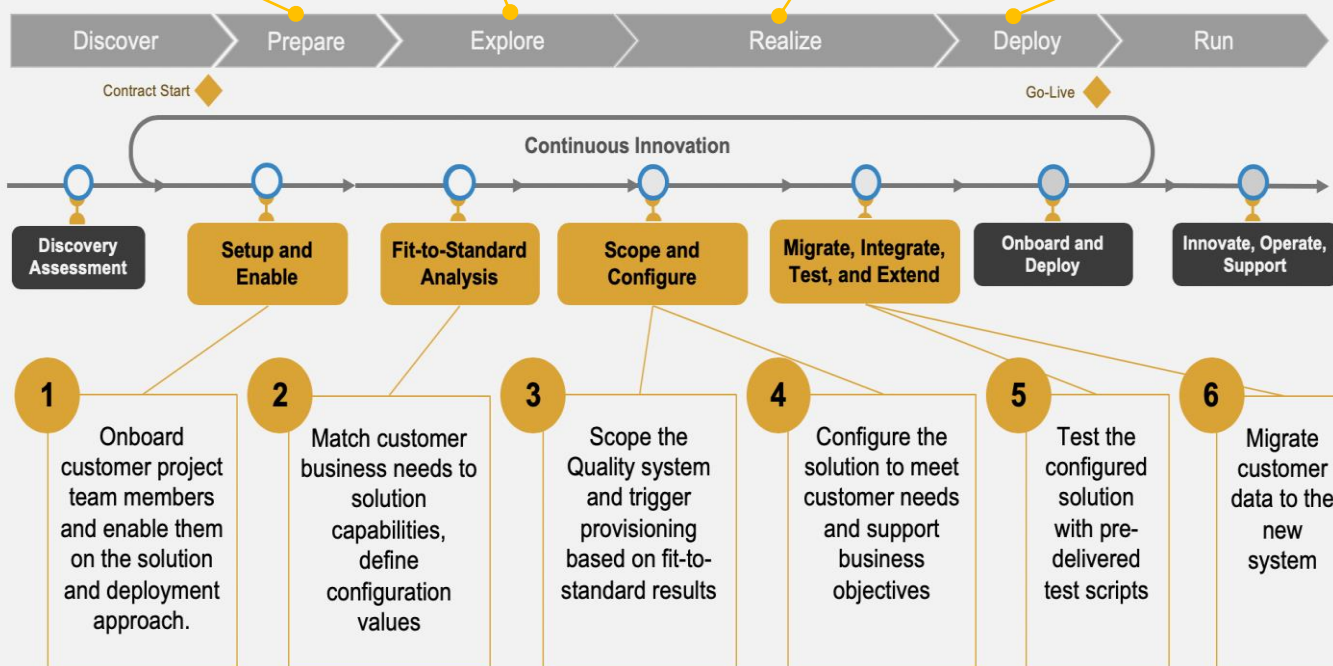 Discover
Prepare
Explore
Realize
Deploy
Run
Contract Start
Go-Live
Continuous Innovation
Discovery
Assessment
Setup and
Enable
Fit-to-Standard
Analysis
Scope and
Configure
Migrate, Integrate,
Test, and Extend
Onboard and
Deploy
Innovate, Operate,
Support
1
Onboard
customer project
team members
and enable them
on the solution
and deployment
approach.
2
Match customer
business needs to
solution
capabilities,
define
configuration
values
3
Scope the
Quality system
and trigger
provisioning
based on fit-to-
standard results
4
Configure the
solution to meet
customer needs
and support
business
objectives
5
Test the
configured
solution
with pre-
delivered
test scripts
6
Migrate
customer
data to the
new
system